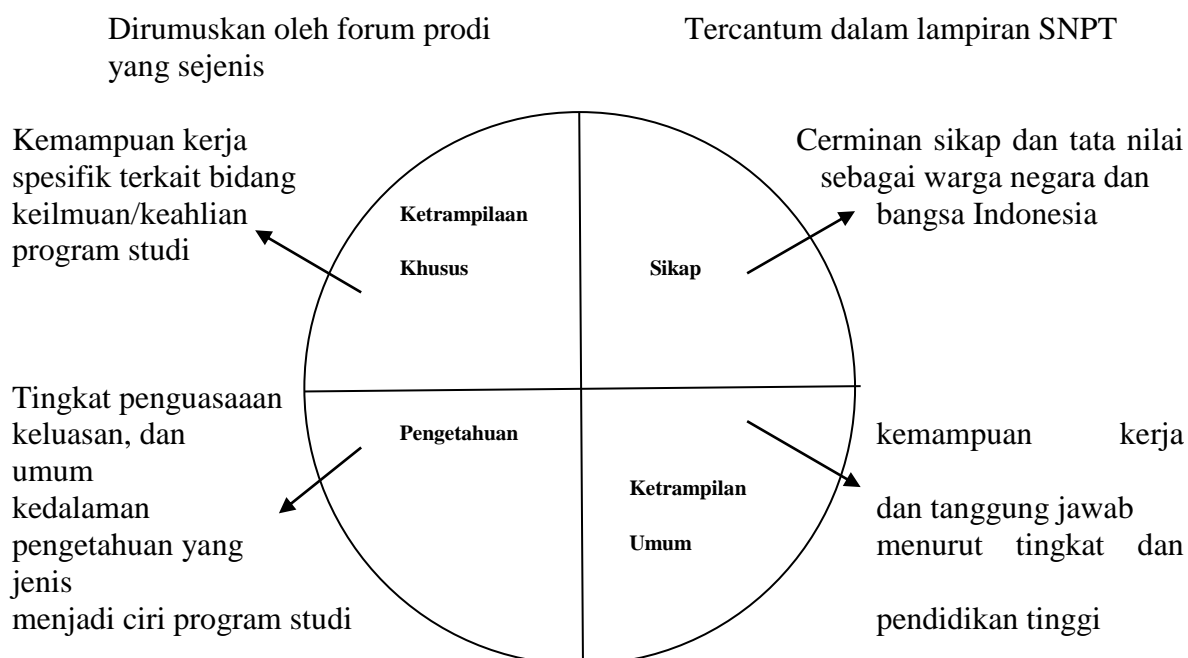 Dirumuskan oleh forum prodi
yang sejenis
Tercantum dalam lampiran SNPT
Kemampuan kerja
spesifik terkait bidang
keilmuan/keahlian
program studi
Ketrampilaan
Khusus
Sikap
Cerminan sikap dan tata nilai
sebagai warga negara dan
bangsa Indonesia
Tingkat penguasaaan
keluasan, dan
umum
kedalaman
pengetahuan yang
jenis
menjadi ciri program studi
Pengetahuan
Ketrampilan
Umum
kemampuan kerja
dan tanggung jawab
menurut tingkat dan
pendidikan tinggi